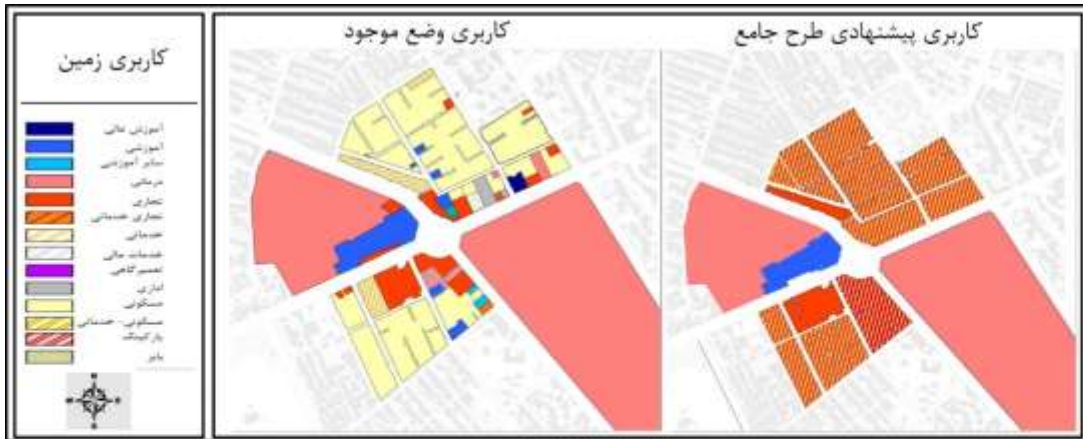 کاربری پیشنهادی طرح جامع
کاربری وضع موجود
کاربری زمین
آموزش عالی
آموزشی
سایر آموزشی
درمانی
تجاری
تجاری خدماتی
خدماتی
خدمات مالی
تعمیرگاهی
اداری
مسکونی
مسکونی-خدماتی
پارکینگ
بایر